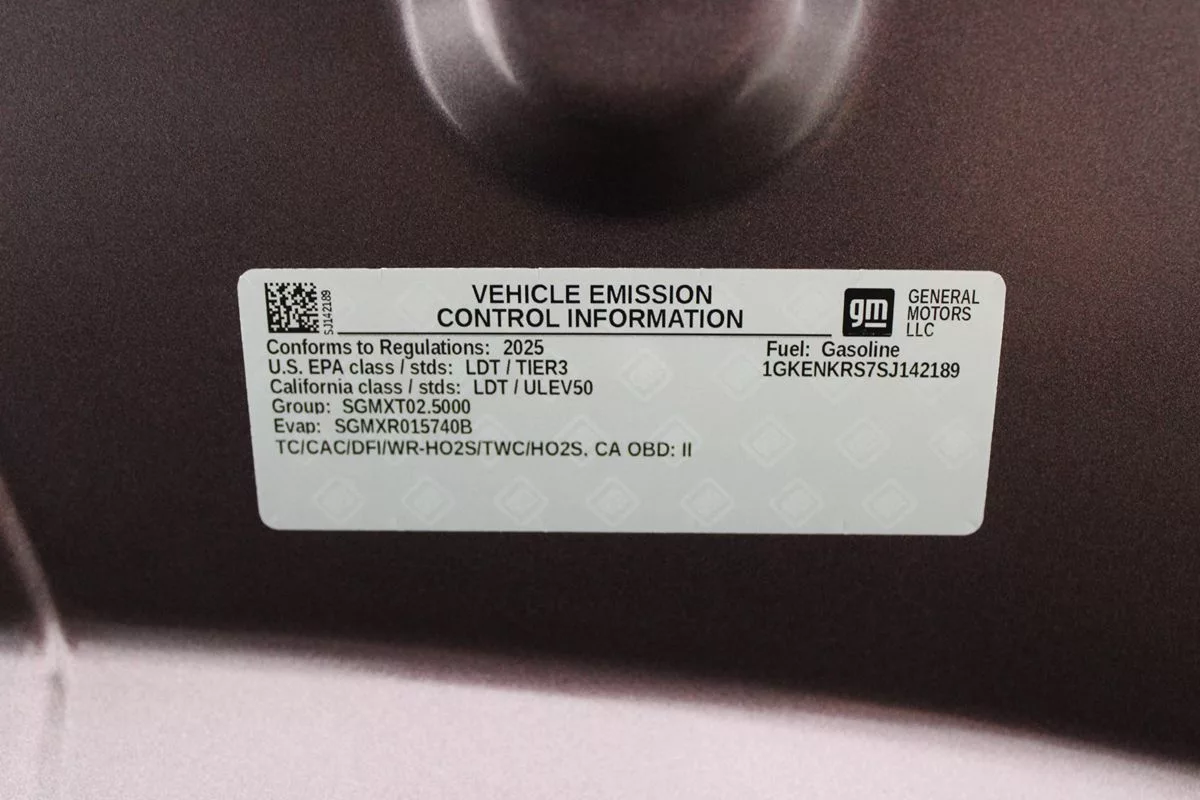 SJ142189
VEHICLE EMISSION
CONTROL INFORMATION
gm
GENERAL
MOTORS
LLC
Conforms to Regulations: 2025
Fuel: Gasoline
U.S. EPA class / stds: LDT / TIER3
1GKENKRS7SJ142189
California class / stds: LDT / ULEV50
Group: SGMXT02.5000
Evap: SGMXR015740B
TC/CAC/DFI/WR-HO2S/TWC/HO2S, CA OBD: II